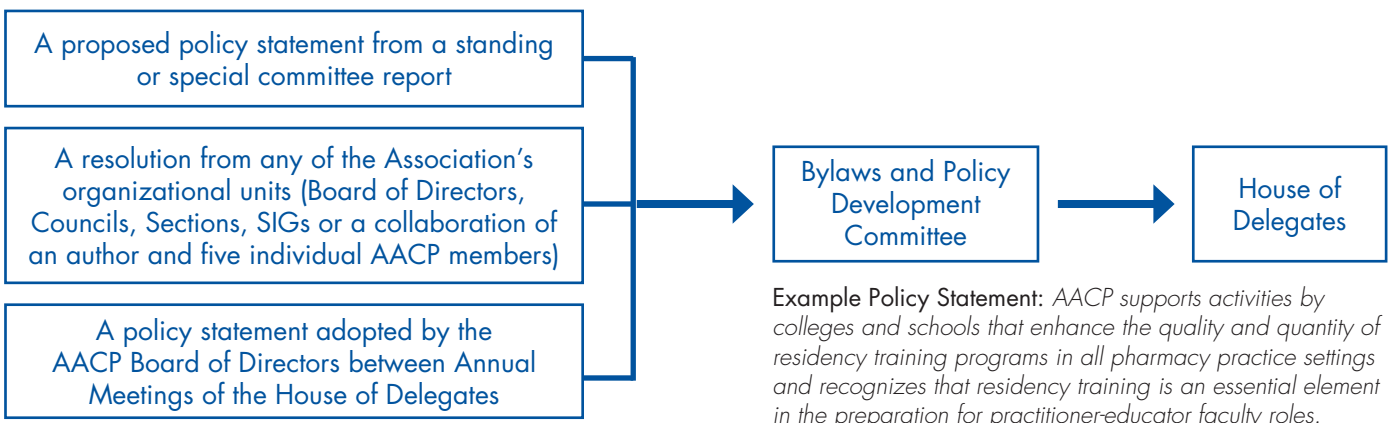 A proposed policy statement from a standing
or special committee report
A resolution from any of the Association’s
organizational units (Board of Directors,
Councils, Sections, SIGs or a collaboration of
an author and five individual AACP members)
A policy statement adopted by the
AACP Board of Directors between Annual
Meetings of the House of Delegates
Bylaws and Policy
Development
Committee
House of
Delegates
Example Policy Statement: AACP supports activities by
colleges and schools that enhance the quality and quantity of
residency training programs in all pharmacy practice settings
and recognizes that residency training is an essential element
in the preparation for practitioner-educator faculty roles.